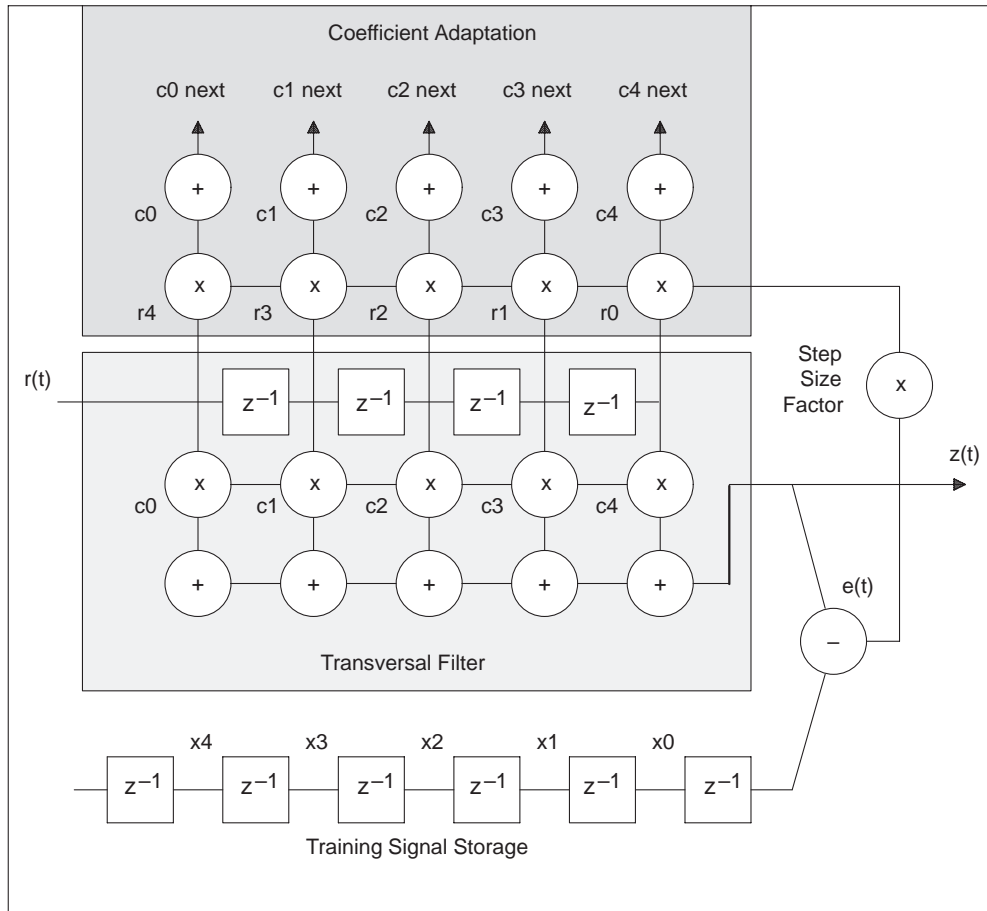 Coefficient Adaptation
c0 next c1 next c2 next c3 next c4 next
+ + + + +
c0 c1 c2 c3 c4
x x x x x
r4 r3 r2 r1 r0
Step
Size
Factor
x
r(t)
z−1 z−1 z−1 z−1
z(t)
x x x x x
c0 c1 c2 c3 c4
+ + + + +
e(t)
−
Transversal Filter
x4 x3 x2 x1 x0
z−1 z−1 z−1 z−1 z−1 z−1
Training Signal Storage